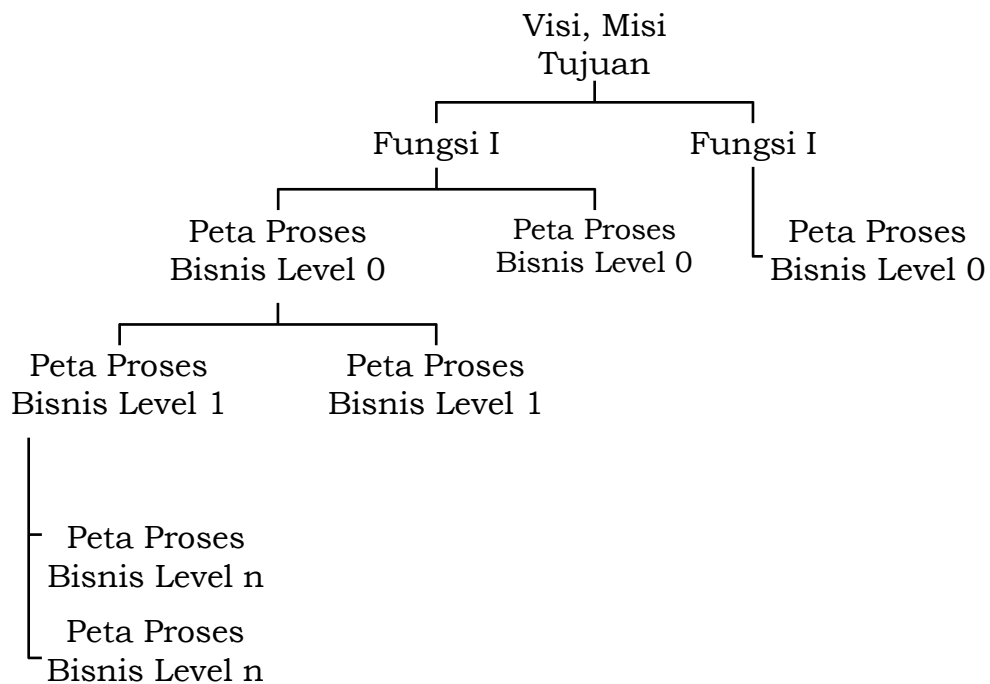 Visi, Misi
Tujuan
Fungsi I
Fungsi I
Peta Proses
Bisnis Level 0
Peta Proses
Bisnis Level 0
Peta Proses
Bisnis Level 0
Peta Proses
Bisnis Level 1
Peta Proses
Bisnis Level 1
Peta Proses
Bisnis Level n
Peta Proses
Bisnis Level n